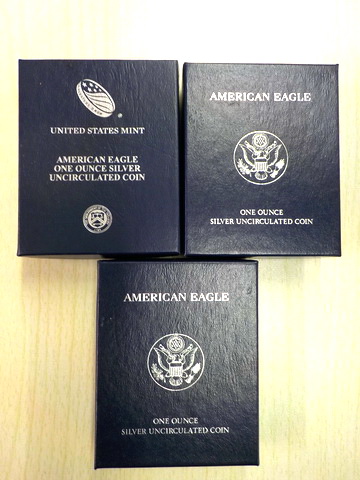 UNITED STATES MINT
AMERICAN EAGLE
ONE OUNCE SILVER
UNCIRCULATED COIN
AMERICAN EAGLE
ONE OUNCE
SILVER UNCIRCULATED COIN
AMERICAN EAGLE
ONE OUNCE
SILVER UNCIRCULATED COIN